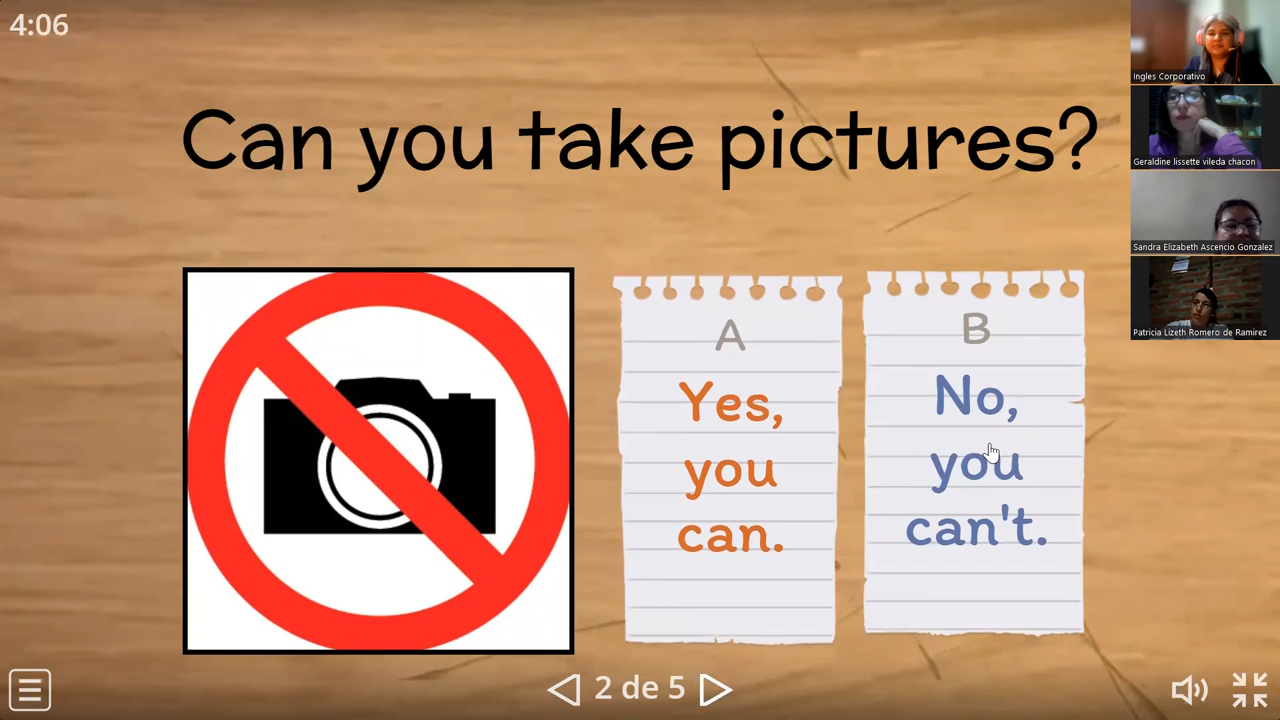 4:06
Can you take pictures?
A
Yes,
you
can.
B
No,
you
can't.
2 de 5
Ingles Corporativo
Geraldine lissette vileda chacon
Sandra Elizabeth Ascencio Gonzalez
Patricia Lizeth Romero de Ramirez